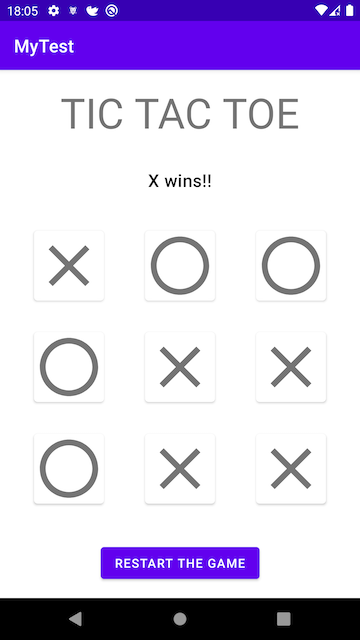 18:05
MyTest
TIC TAC TOE
X wins!!
X O O
O X X
O X X
RESTART THE GAME